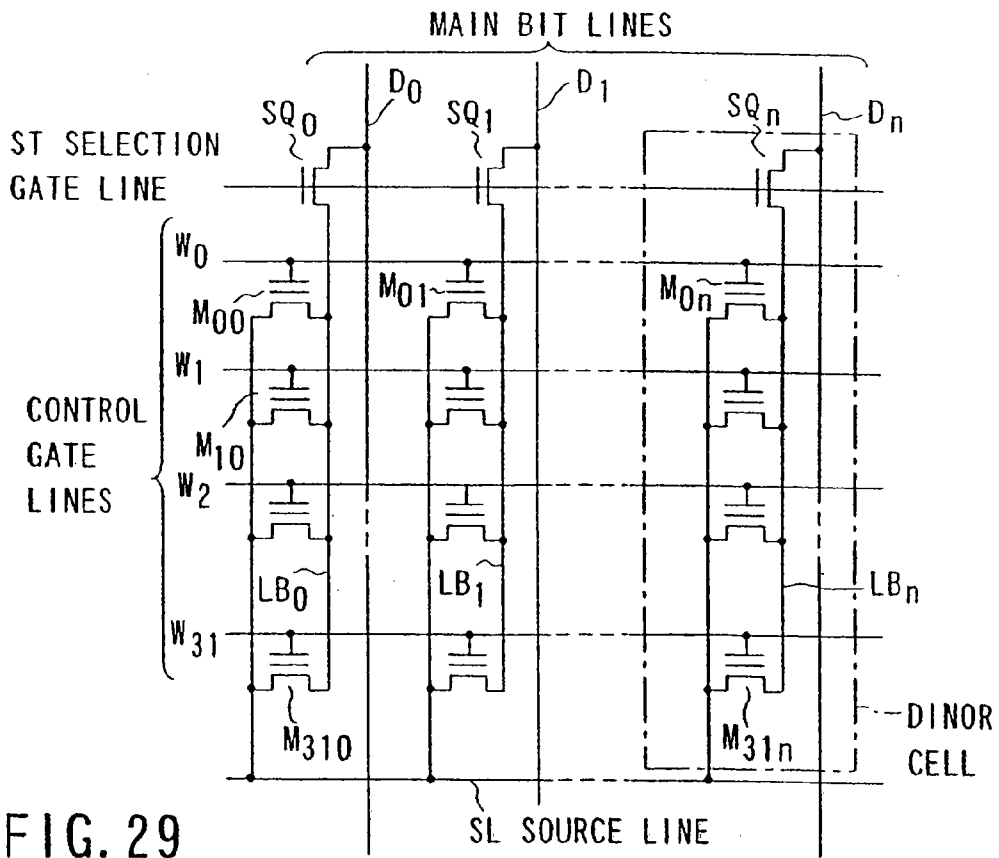 MAIN BIT LINES
D0
D1
Dn
SQ0
SQ1
SQn
ST SELECTION
GATE LINE
W0
M00
M01
M0n
W1
CONTROL
GATE
LINES
M10
W2
LB0
LB1
LBn
W31
M310
M31n
DINOR
CELL
SL SOURCE LINE
FIG. 29